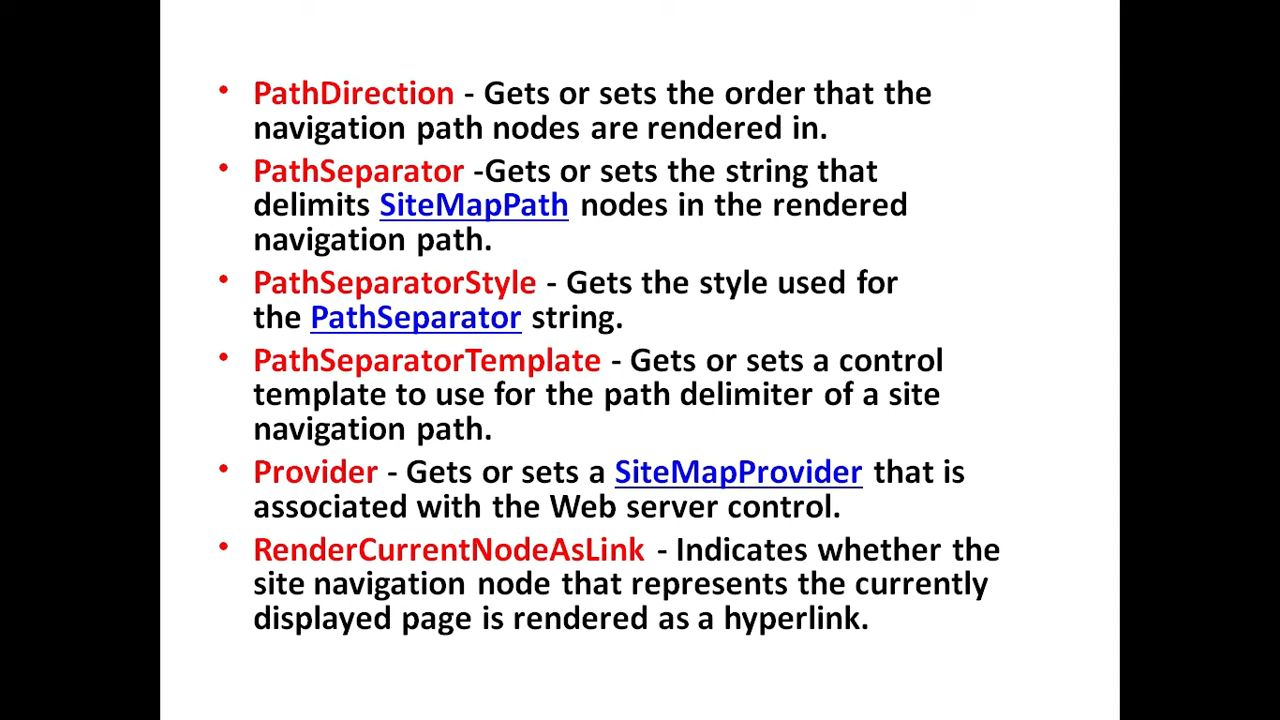 • PathDirection - Gets or sets the order that the
navigation path nodes are rendered in.
• PathSeparator -Gets or sets the string that
delimits SiteMapPath nodes in the rendered
navigation path.
• PathSeparatorStyle - Gets the style used for
the PathSeparator string.
• PathSeparatorTemplate - Gets or sets a control
template to use for the path delimiter of a site
navigation path.
• Provider - Gets or sets a SiteMapProvider that is
associated with the Web server control.
• RenderCurrentNodeAsLink - Indicates whether the
site navigation node that represents the currently
displayed page is rendered as a hyperlink.